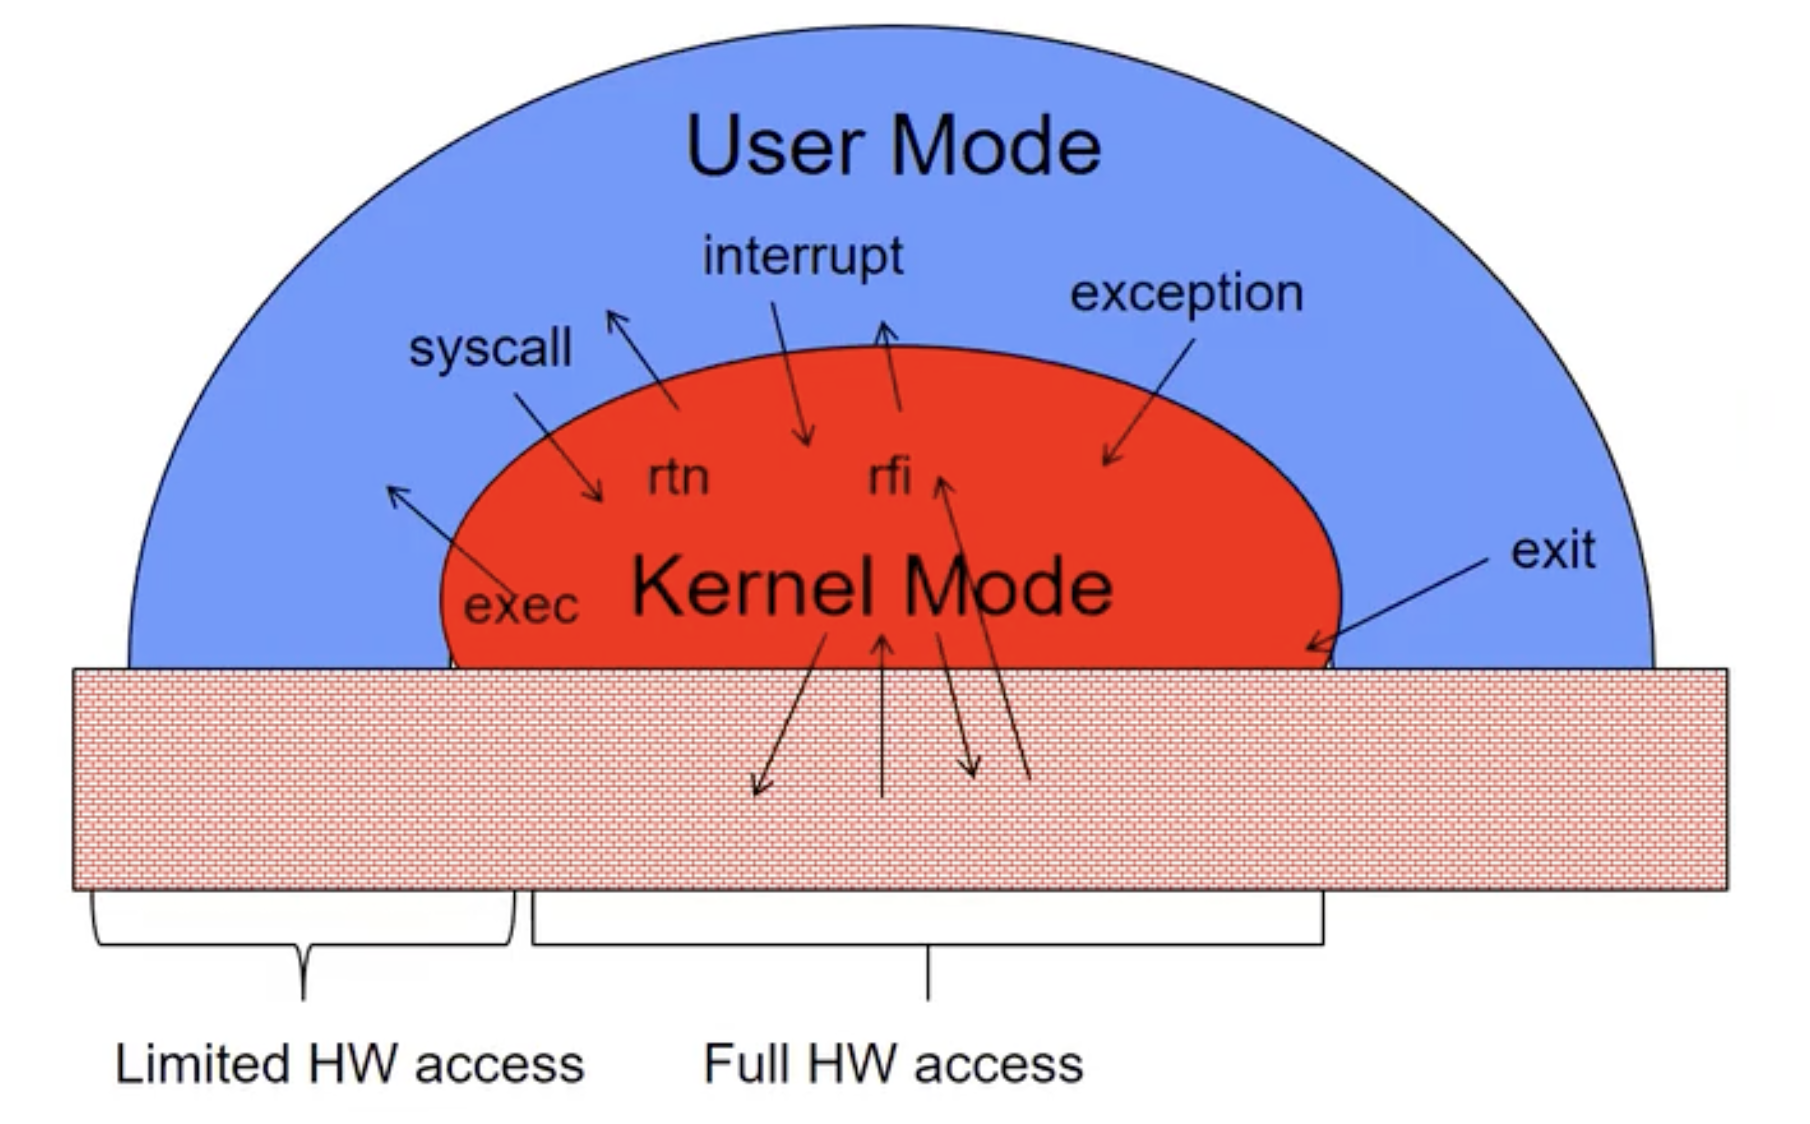 User Mode
interrupt
exception
syscall
rtn
rfi
exit
Kernel Mode
exec
Limited HW access
Full HW access